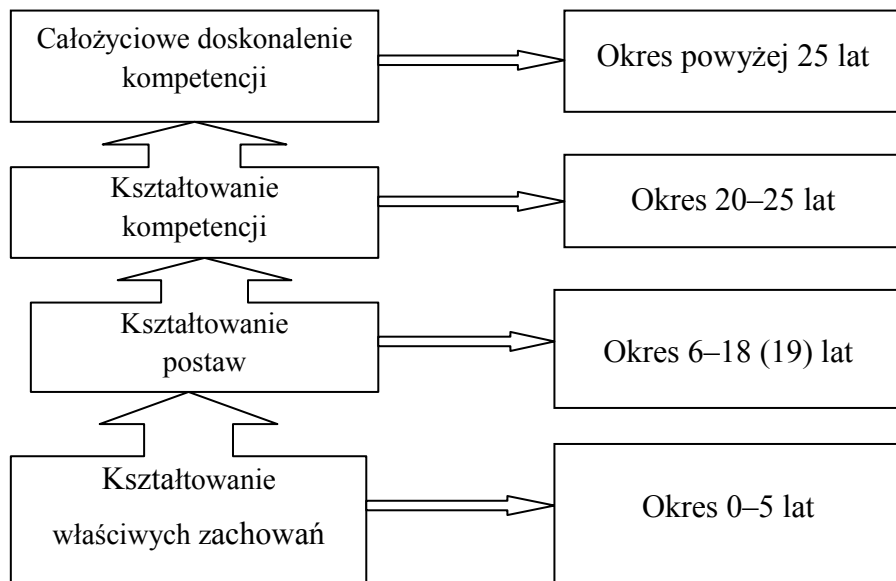 Całożyciowe doskonalenie
kompetencji
Okres powyżej 25 lat
Kształtowanie
kompetencji
Okres 20–25 lat
Kształtowanie
postaw
Okres 6–18 (19) lat
Kształtowanie
właściwych zachowań
Okres 0–5 lat